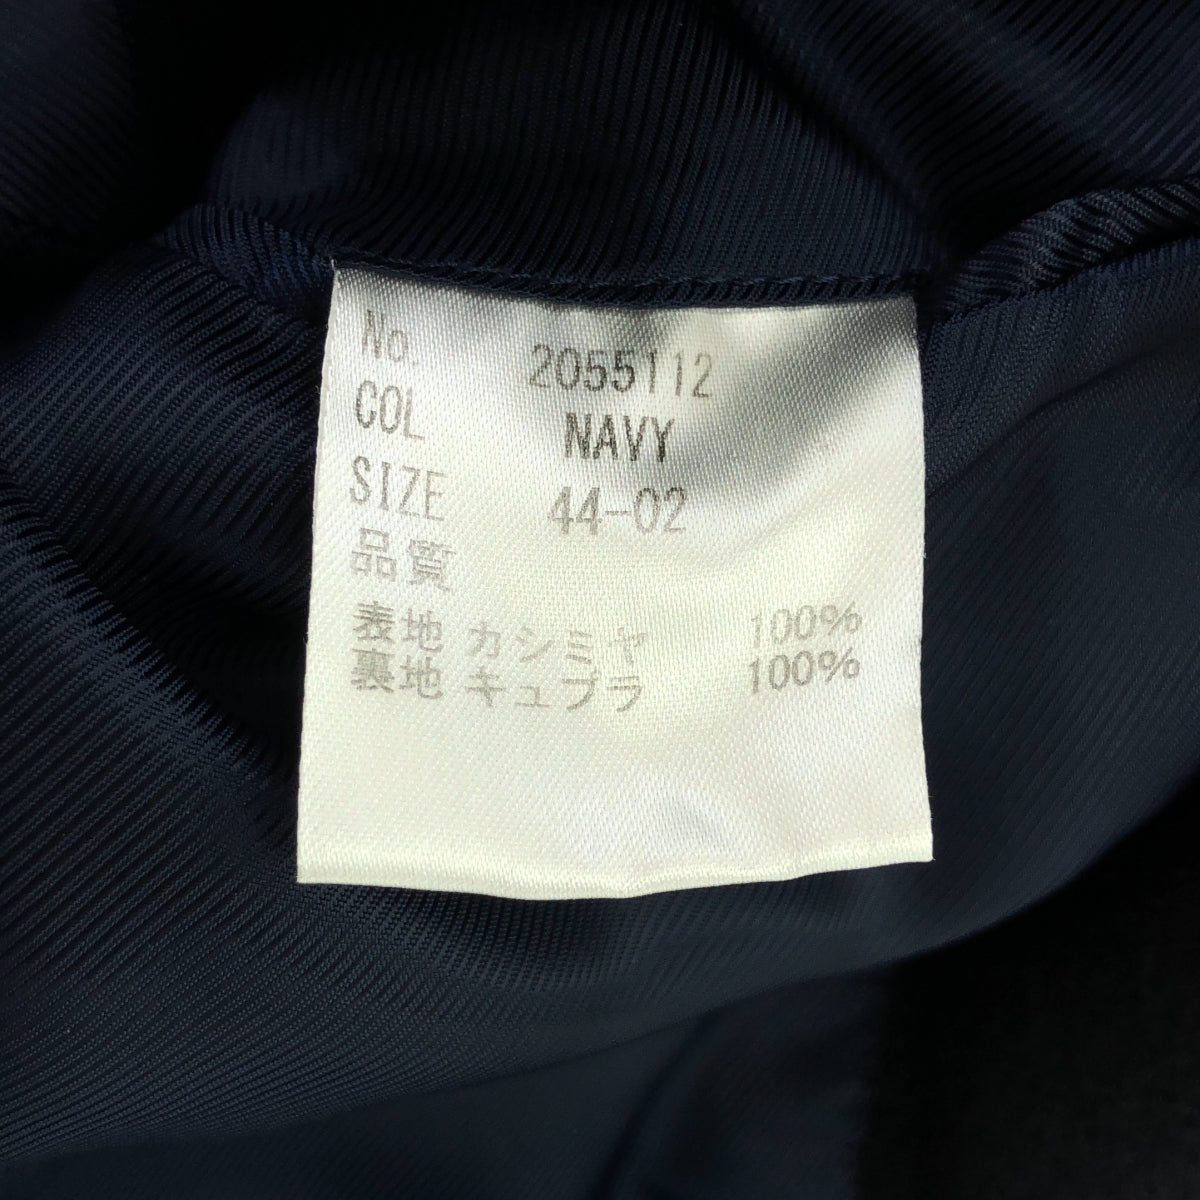 No. 2055112
COL NAVY
SIZE 44-02
品質
表地 カシミヤ 100%
裏地 キュプラ 100%